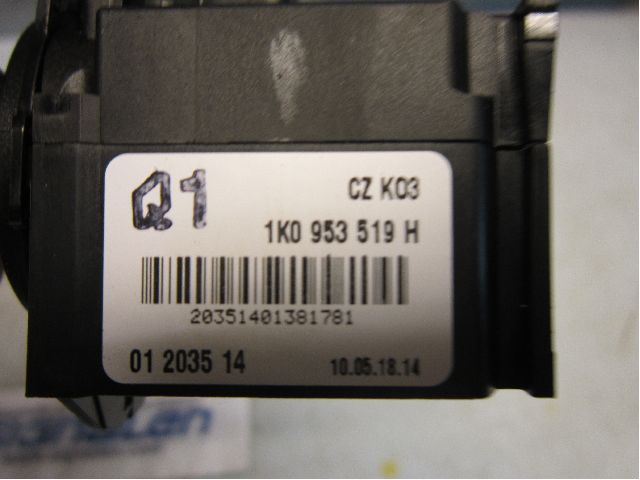 Q1
CZ K03
1K0 953 519 H
20351401381781
01 2035 14
10.05.18.14